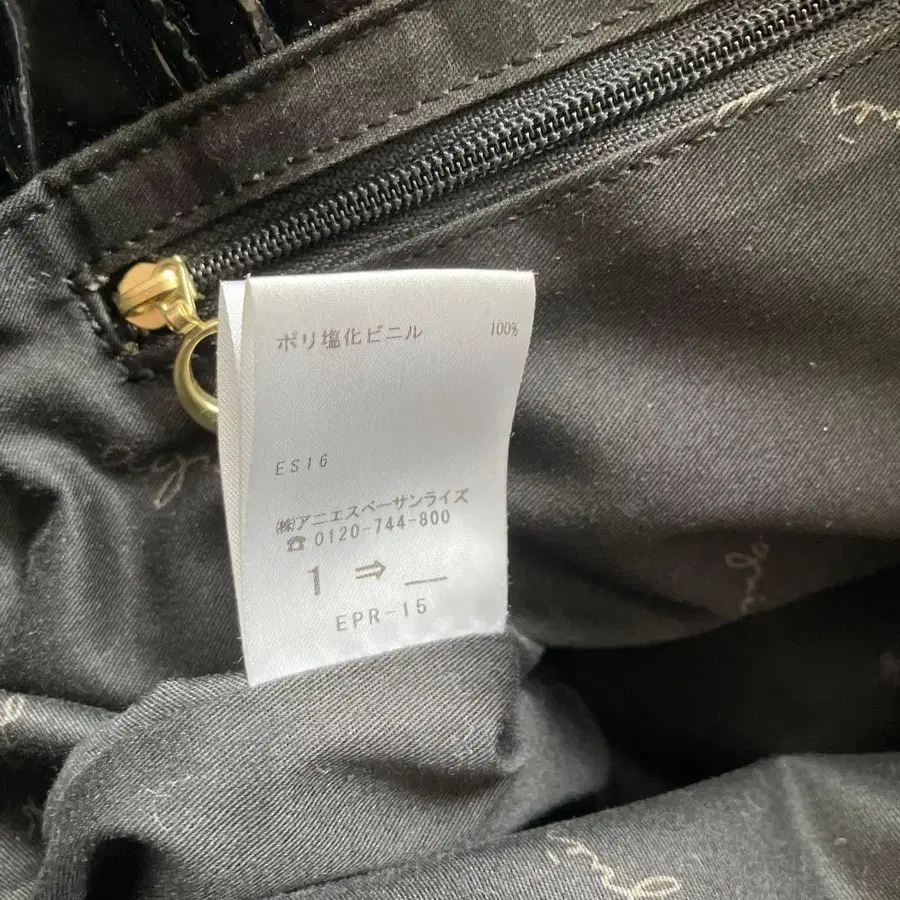 ポリ塩化ビニル 100%
ES16
㈱アニエスベーサンライズ
☎ 0120-744-800
1 ⇒ __
EPR-15